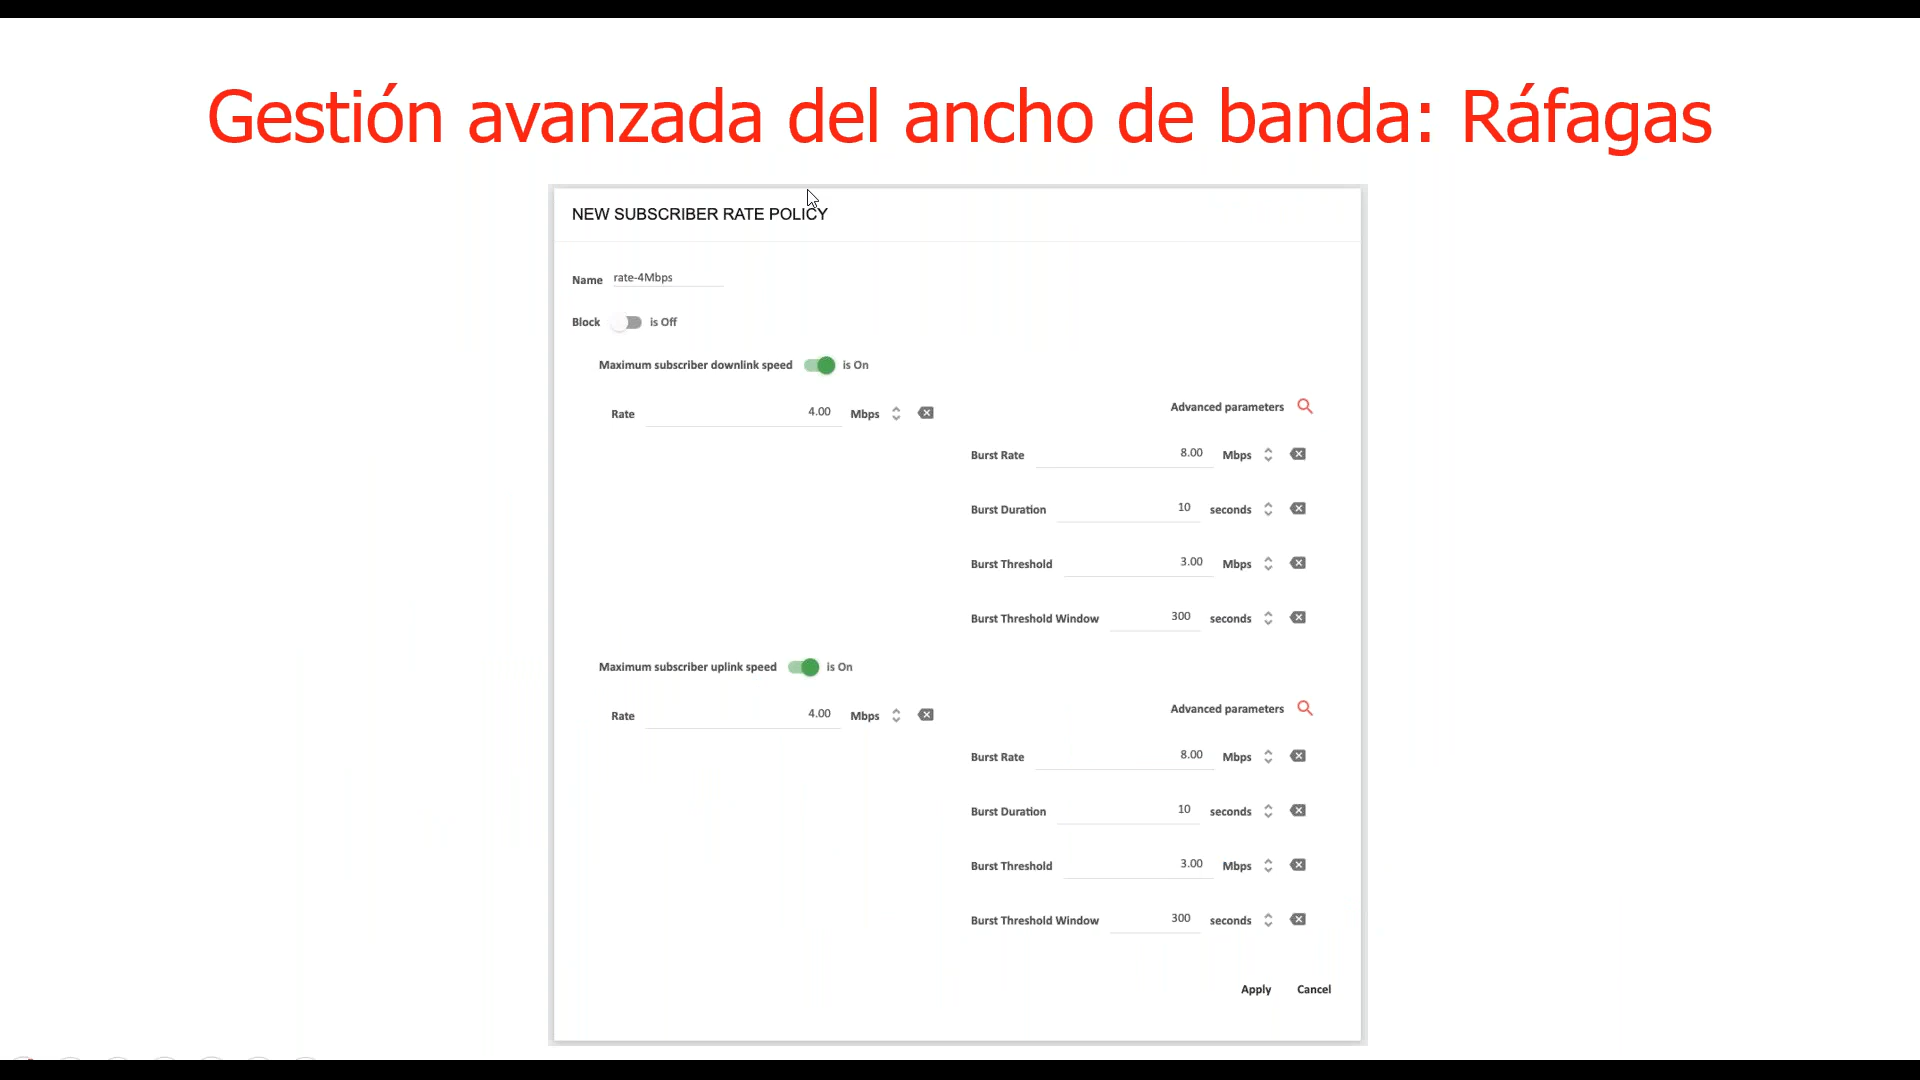 Gestión avanzada del ancho de banda: Ráfagas
NEW SUBSCRIBER RATE POLICY
Name rate-4Mbps
Block is Off
Maximum subscriber downlink speed is On
Rate 4.00 Mbps
Advanced parameters
Burst Rate 8.00 Mbps
Burst Duration 10 seconds
Burst Threshold 3.00 Mbps
Burst Threshold Window 300 seconds
Maximum subscriber uplink speed is On
Rate 4.00 Mbps
Advanced parameters
Burst Rate 8.00 Mbps
Burst Duration 10 seconds
Burst Threshold 3.00 Mbps
Burst Threshold Window 300 seconds
Apply Cancel